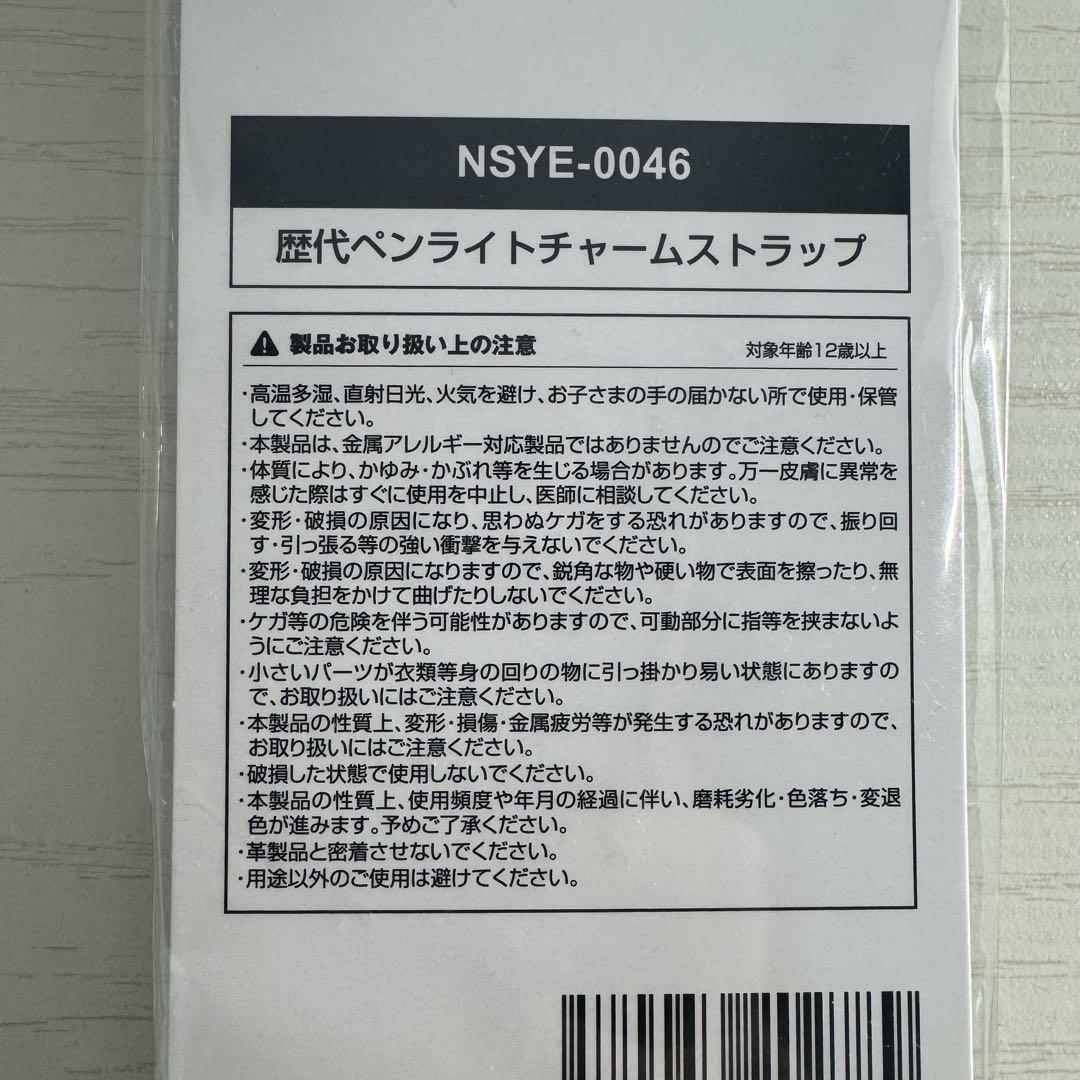 NSYE-0046
歴代ペンライトチャームストラップ
製品お取り扱い上の注意
対象年齢12歳以上
・高温多湿、直射日光、火気を避け、お子さまの手の届かない所で使用・保管
してください。
・本製品は、金属アレルギー対応製品ではありませんのでご注意ください。
・体質により、かゆみ・かぶれ等を生じる場合があります。万一皮膚に異常を
感じた際はすぐに使用を中止し、医師に相談してください。
・変形・破損の原因になり、思わぬケガをする恐れがありますので、振り回
す・引っ張る等の強い衝撃を与えないでください。
・変形・破損の原因になりますので、鋭角な物や硬い物で表面を擦ったり、無
理な負担をかけて曲げたりしないでください。
・ケガ等の危険を伴う可能性がありますので、可動部分に指等を挟まないよ
うにご注意ください。
・小さいパーツが衣類等身の回りの物に引っ掛かり易い状態にありますの
で、お取り扱いにはご注意ください。
・本製品の性質上、変形・損傷・金属疲労等が発生する恐れがありますので、
お取り扱いにはご注意ください。
・破損した状態で使用しないでください。
・本製品の性質上、使用頻度や年月の経過に伴い、磨耗劣化・色落ち・変退
色が進みます。予めご了承ください。
・革製品と密着させないでください。
・用途以外のご使用は避けてください。